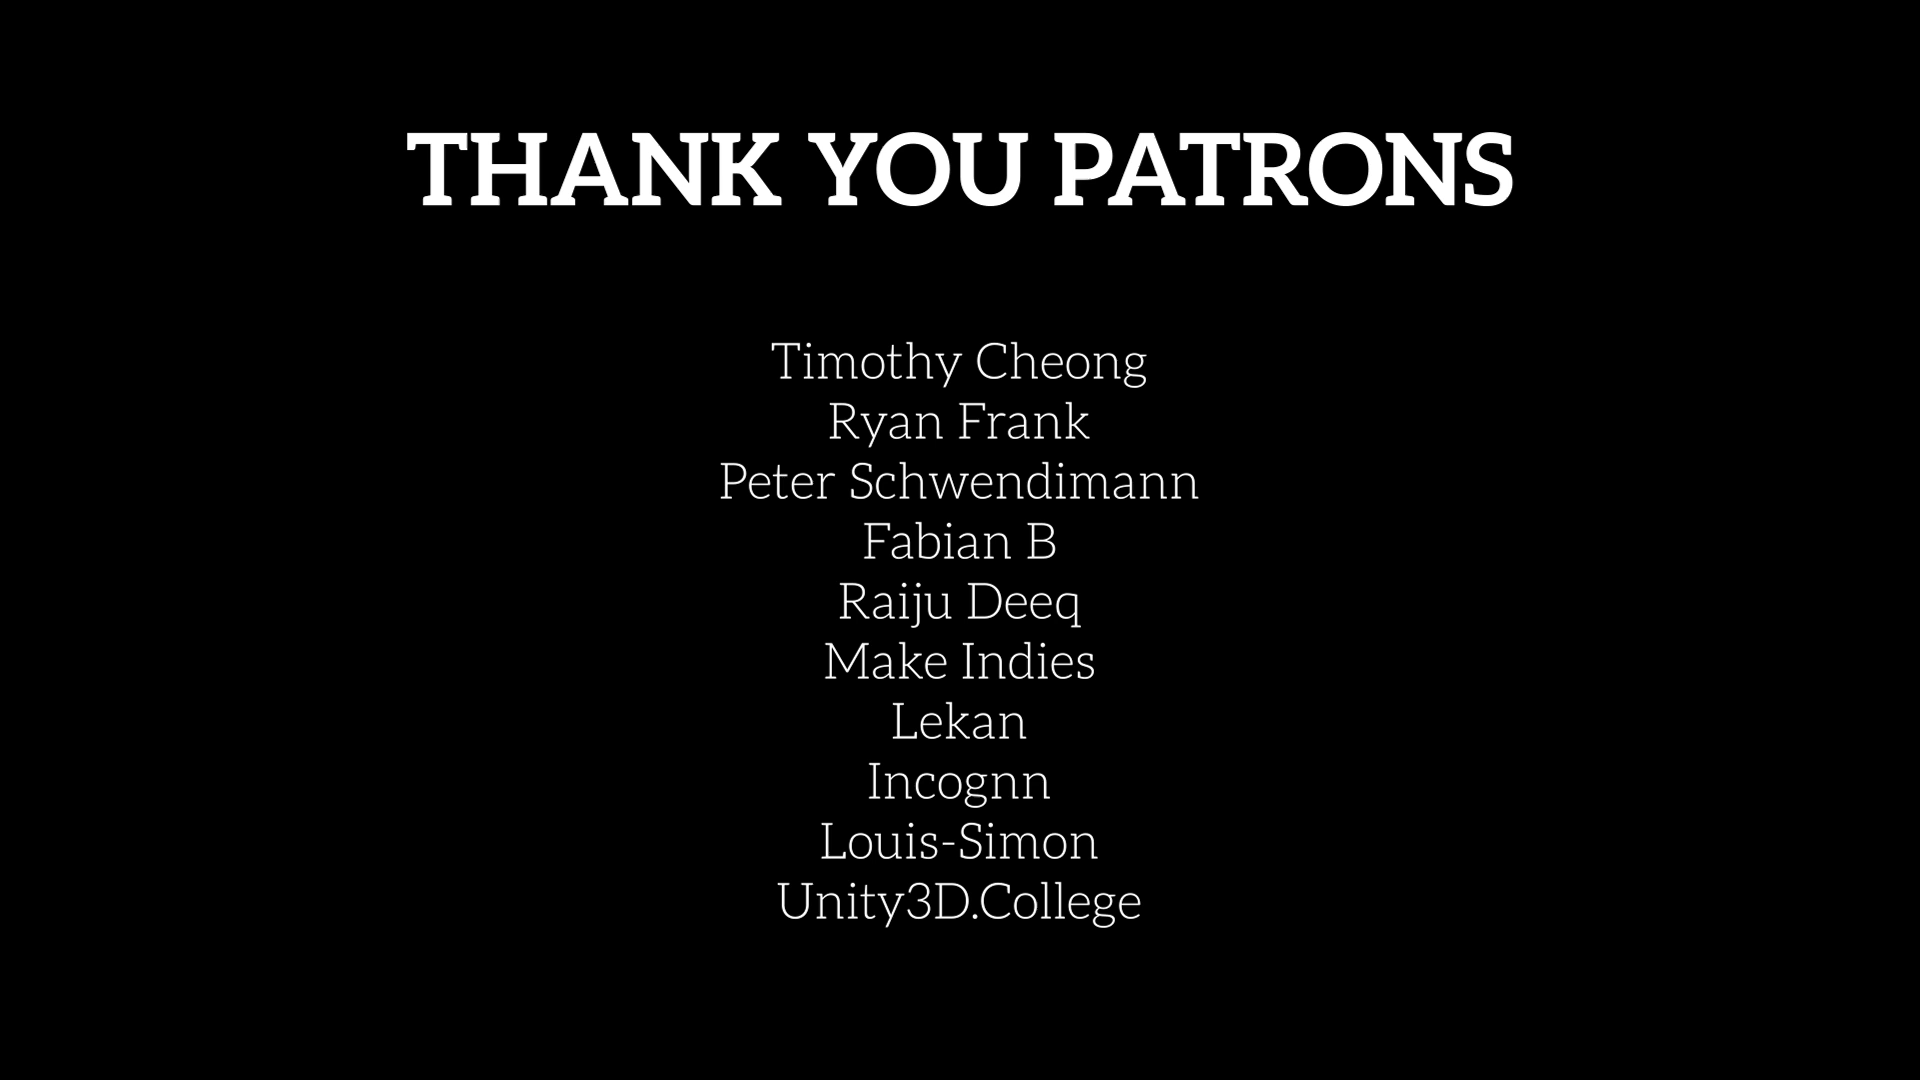 THANK YOU PATRONS
Timothy Cheong
Ryan Frank
Peter Schwendimann
Fabian B
Raiju Deeq
Make Indies
Lekan
Incognn
Louis-Simon
Unity3D.College